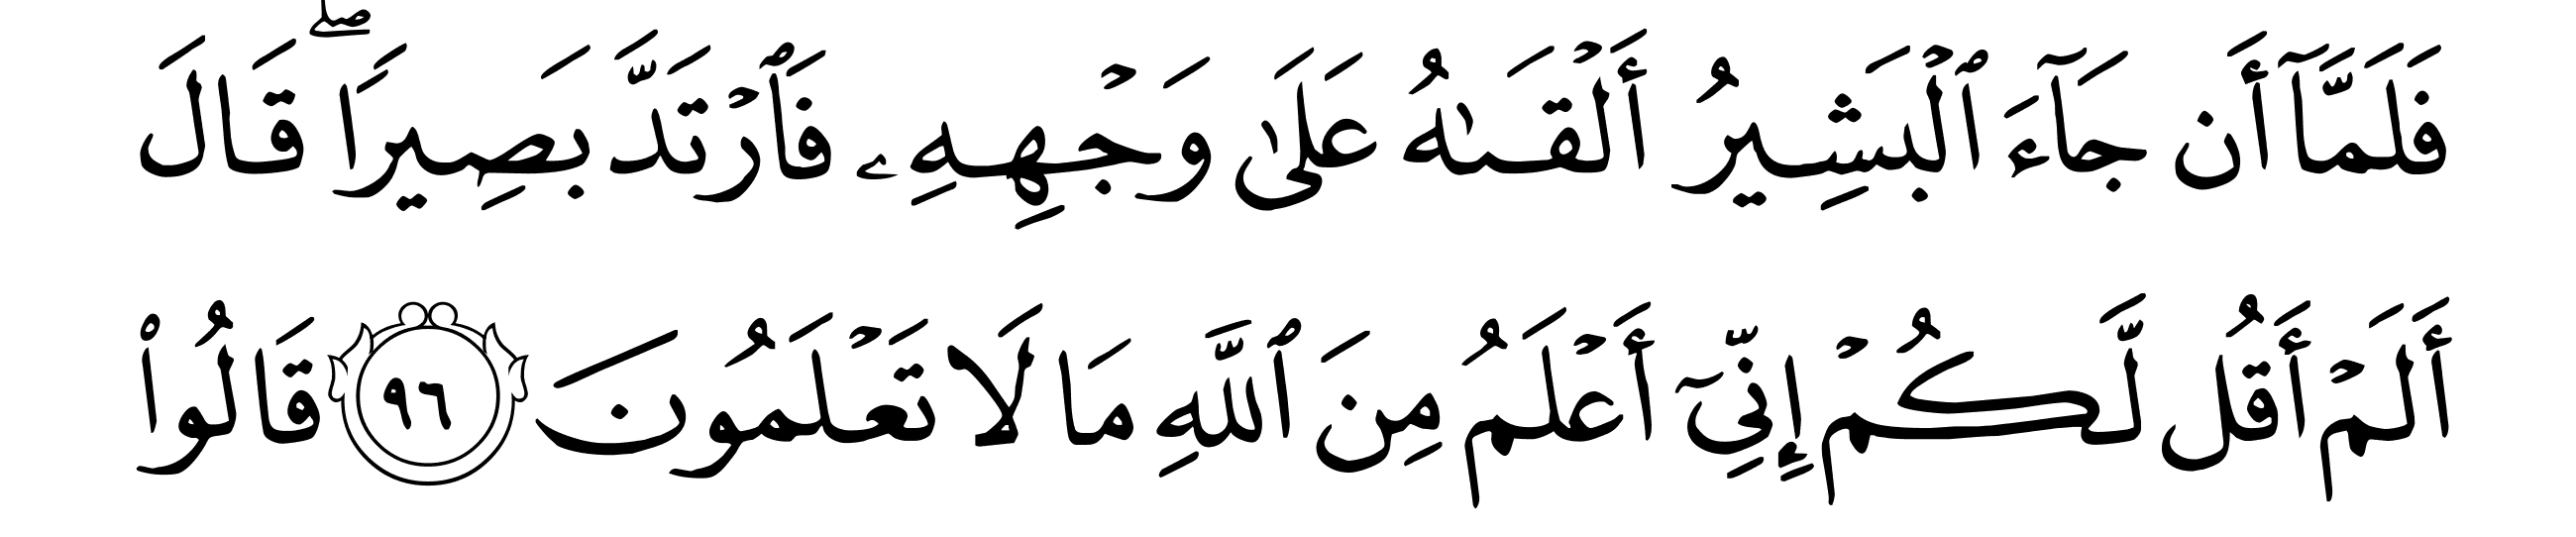 فَلَمَّآ أَن جَآءَ ٱلْبَشِيرُ أَلْقَىٰهُ عَلَىٰ وَجْهِهِۦ فَٱرْتَدَّ بَصِيرًا ۖ قَالَ
أَلَمْ أَقُل لَّكُمْ إِنِّىٓ أَعْلَمُ مِنَ ٱللَّهِ مَا لَا تَعْلَمُونَ ٩٦ قَالُوا۟